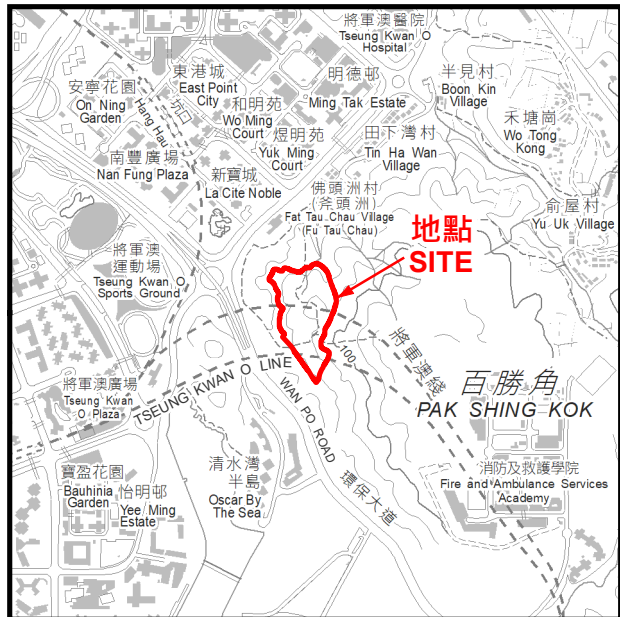 將軍澳醫院
Tseung Kwan O
Hospital
東港城
East Point
City
明德邨
Ming Tak Estate
半見村
Boon Kin
Village
安寧花園
On Ning
Garden
坑口
Hang Hau
和明苑
Wo Ming
Court
禾塘崗
Wo Tong
Kong
煜明苑
Yuk Ming
Court
田下灣村
Tin Ha Wan
Village
南豐廣場
Nan Fung Plaza
新寶城
La Cite Noble
佛頭洲村
(斧頭洲)
Fat Tau Chau Village
(Fu Tau Chau)
俞屋村
Yu Uk Village
地點
SITE
將軍澳
運動場
Tseung Kwan O
Sports Ground
將軍澳綫
100
將軍澳廣場
Tseung Kwan
O Plaza
TSEUNG KWAN O LINE
百勝角
PAK SHING KOK
WAN PO ROAD
環保大道
寶盈花園
Bauhinia
Garden
怡明邨
Yee Ming
Estate
清水灣
半島
Oscar By
The Sea
消防及救護學院
Fire and Ambulance Services
Academy